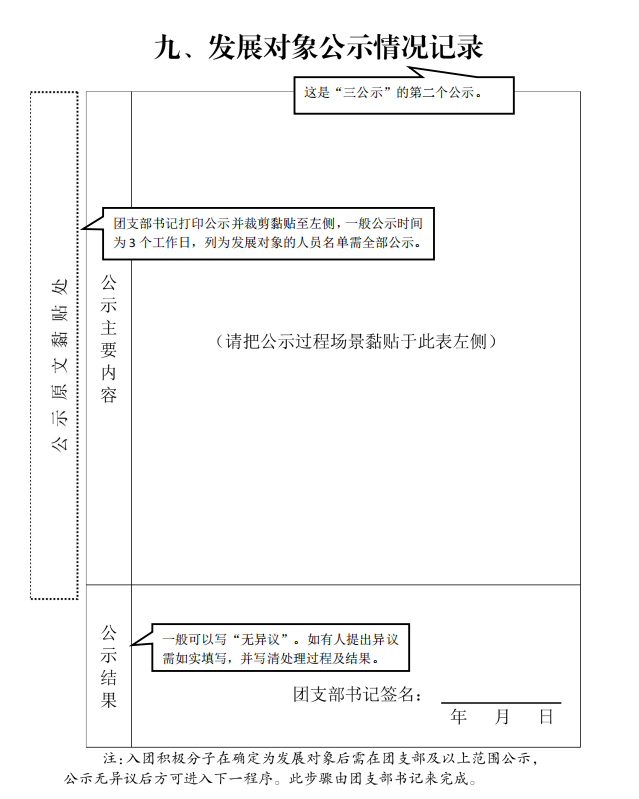 九、发展对象公示情况记录
这是“三公示”的第二个公示。
团支部书记打印公示并裁剪黏贴至左侧，一般公示时间
为 3 个工作日，列为发展对象的人员名单需全部公示。
公示原文黏贴处
公示主要内容
（请把公示过程场景黏贴于此表左侧）
公示结果
一般可以写“无异议”。如有人提出异议
需如实填写，并写清处理过程及结果。
团支部书记签名：
年 月 日
注：入团积极分子在确定为发展对象后需在团支部及以上范围公示，
公示无异议后方可进入下一程序。此步骤由团支部书记来完成。